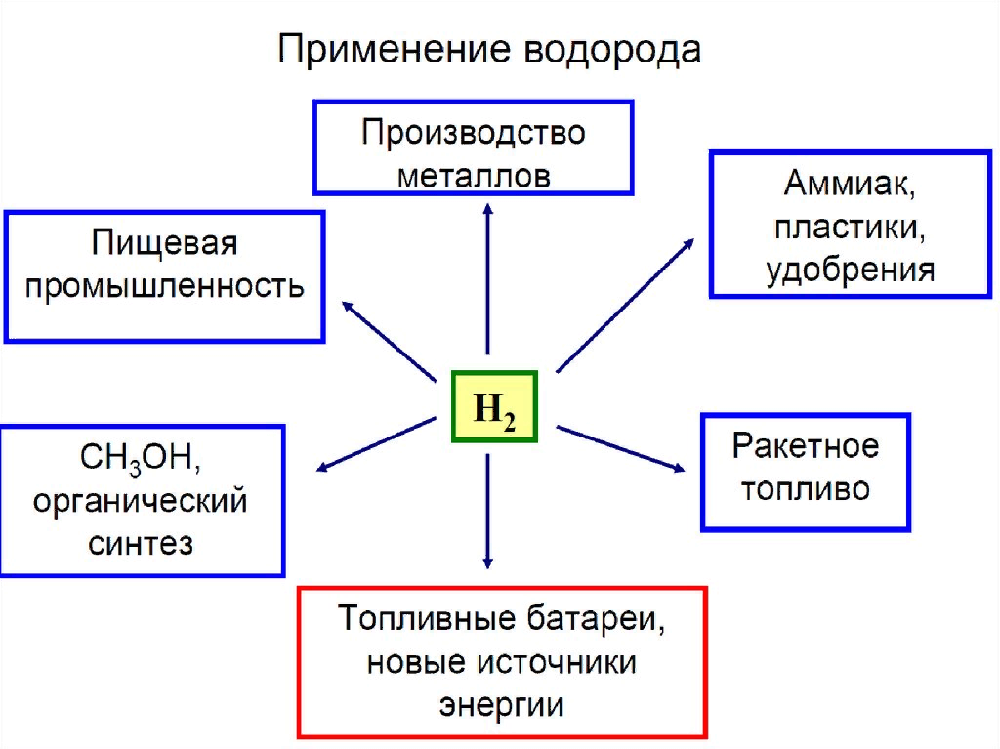 Применение водорода
Производство
металлов
Аммиак,
пластики,
удобрения
Пищевая
промышленность
H₂
CH₃OH,
органический
синтез
Ракетное
топливо
Топливные батареи,
новые источники
энергии